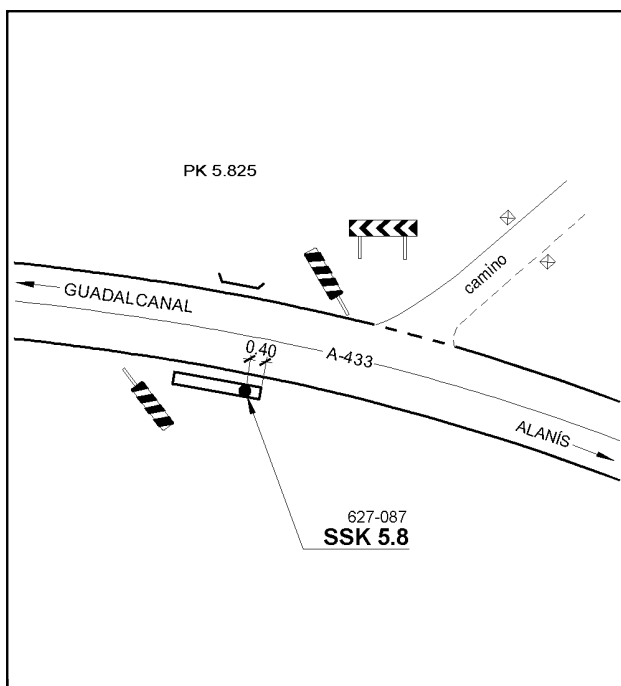 PK 5.825
camino
GUADALCANAL
0.40
A-433
ALANÍS
627-087
SSK 5.8